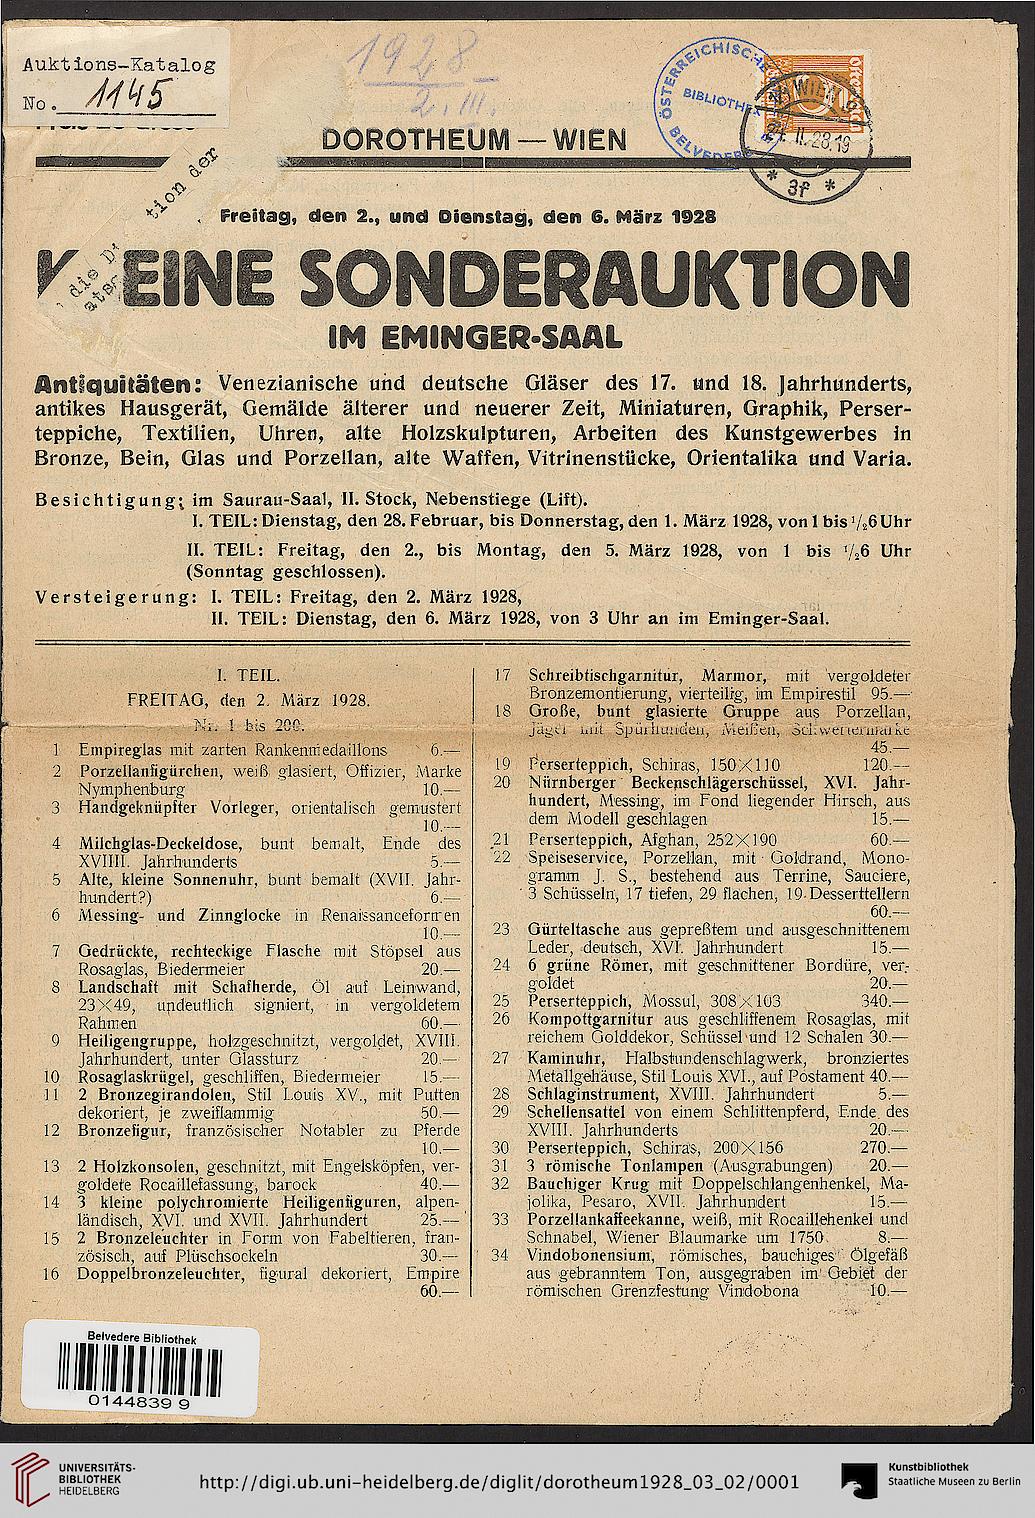 Auktions-Katalog
No. 1145
1928
2. III.
ÖSTERREICHISCHE
BIBLIOTHEK
BELVEDERE
WIEN
II. 28. 19
* 3f *
DOROTHEUM — WIEN
tion der
die
Freitag, den 2., und Dienstag, den 6. März 1928
EINE SONDERAUKTION
IM EMINGER-SAAL
Antiquitäten: Venezianische und deutsche Gläser des 17. und 18. Jahrhunderts,
antikes Hausgerät, Gemälde älterer und neuerer Zeit, Miniaturen, Graphik, Perser-
teppiche, Textilien, Uhren, alte Holzskulpturen, Arbeiten des Kunstgewerbes in
Bronze, Bein, Glas und Porzellan, alte Waffen, Vitrinenstücke, Orientalika und Varia.
Besichtigung: im Saurau-Saal, II. Stock, Nebenstiege (Lift).
I. TEIL: Dienstag, den 28. Februar, bis Donnerstag, den 1. März 1928, von 1 bis ½6 Uhr
II. TEIL: Freitag, den 2., bis Montag, den 5. März 1928, von 1 bis ½6 Uhr
(Sonntag geschlossen).
Versteigerung: I. TEIL: Freitag, den 2. März 1928,
II. TEIL: Dienstag, den 6. März 1928, von 3 Uhr an im Eminger-Saal.
I. TEIL.
FREITAG, den 2. März 1928.
Nr. 1 bis 200.
1 Empireglas mit zarten Rankenmedaillons 6.—
2 Porzellanfigürchen, weiß glasiert, Offizier, Marke
Nymphenburg 10.—
3 Handgeknüpfter Vorleger, orientalisch gemustert
10.—
4 Milchglas-Deckeldose, bunt bemalt, Ende des
XVIIII. Jahrhunderts 5.—
5 Alte, kleine Sonnenuhr, bunt bemalt (XVII. Jahr-
hundert?) 6.—
6 Messing- und Zinnglocke in Renaissanceformen
10.—
7 Gedrückte, rechteckige Flasche mit Stöpsel aus
Rosaglas, Biedermeier 20.—
8 Landschaft mit Schafherde, Öl auf Leinwand,
23×49, undeutlich signiert, in vergoldetem
Rahmen 60.—
9 Heiligengruppe, holzgeschnitzt, vergoldet, XVIII.
Jahrhundert, unter Glassturz 20.—
10 Rosaglaskrügel, geschliffen, Biedermeier 15.—
11 2 Bronzegirandolen, Stil Louis XV., mit Putten
dekoriert, je zweiflammig 50.—
12 Bronzefigur, französischer Notabler zu Pferde
10.—
13 2 Holzkonsolen, geschnitzt, mit Engelsköpfen, ver-
goldete Rocaillefassung, barock 40.—
14 3 kleine polychromierte Heiligenfiguren, alpen-
ländisch, XVI. und XVII. Jahrhundert 25.—
15 2 Bronzeleuchter in Form von Fabeltieren, fran-
zösisch, auf Plüschsockeln 30.—
16 Doppelbronzeleuchter, figural dekoriert, Empire
60.—
17 Schreibtischgarnitur, Marmor, mit vergoldeter
Bronzemontierung, vierteilig, im Empirestil 95.—
18 Große, bunt glasierte Gruppe aus Porzellan,
Jäger mit Spürhunden, Meißen, Schwertermarke
45.—
19 Perserteppich, Schiras, 150×110 120.—
20 Nürnberger Beckenschlägerschüssel, XVI. Jahr-
hundert, Messing, im Fond liegender Hirsch, aus
dem Modell geschlagen 15.—
21 Perserteppich, Afghan, 252×190 60.—
22 Speiseservice, Porzellan, mit Goldrand, Mono-
gramm J. S., bestehend aus Terrine, Sauciere,
3 Schüsseln, 17 tiefen, 29 flachen, 19 Desserttellern
60.—
23 Gürteltasche aus gepreßtem und ausgeschnittenem
Leder, deutsch, XVI. Jahrhundert 15.—
24 6 grüne Römer, mit geschnittener Bordüre, ver-
goldet 20.—
25 Perserteppich, Mossul, 308×103 340.—
26 Kompottgarnitur aus geschliffenem Rosaglas, mit
reichem Golddekor, Schüssel und 12 Schalen 30.—
27 Kaminuhr, Halbstundenschlagwerk, bronziertes
Metallgehäuse, Stil Louis XVI., auf Postament 40.—
28 Schlaginstrument, XVIII. Jahrhundert 5.—
29 Schellensattel von einem Schlittenpferd, Ende des
XVIII. Jahrhunderts 20.—
30 Perserteppich, Schiras, 200×156 270.—
31 3 römische Tonlampen (Ausgrabungen) 20.—
32 Bauchiger Krug mit Doppelschlangenhenkel, Ma-
jolika, Pesaro, XVII. Jahrhundert 15.—
33 Porzellankaffeekanne, weiß, mit Rocaillehenkel und
Schnabel, Wiener Blaumarke um 1750 8.—
34 Vindobonensium, römisches, bauchiges Ölgefäß
aus gebranntem Ton, ausgegraben im Gebiet der
römischen Grenzfestung Vindobona 10.—
Belvedere Bibliothek
0144839 9
UNIVERSITÄTS-
BIBLIOTHEK
HEIDELBERG
http://digi.ub.uni-heidelberg.de/diglit/dorotheum1928_03_02/0001
Kunstbibliothek
Staatliche Museen zu Berlin